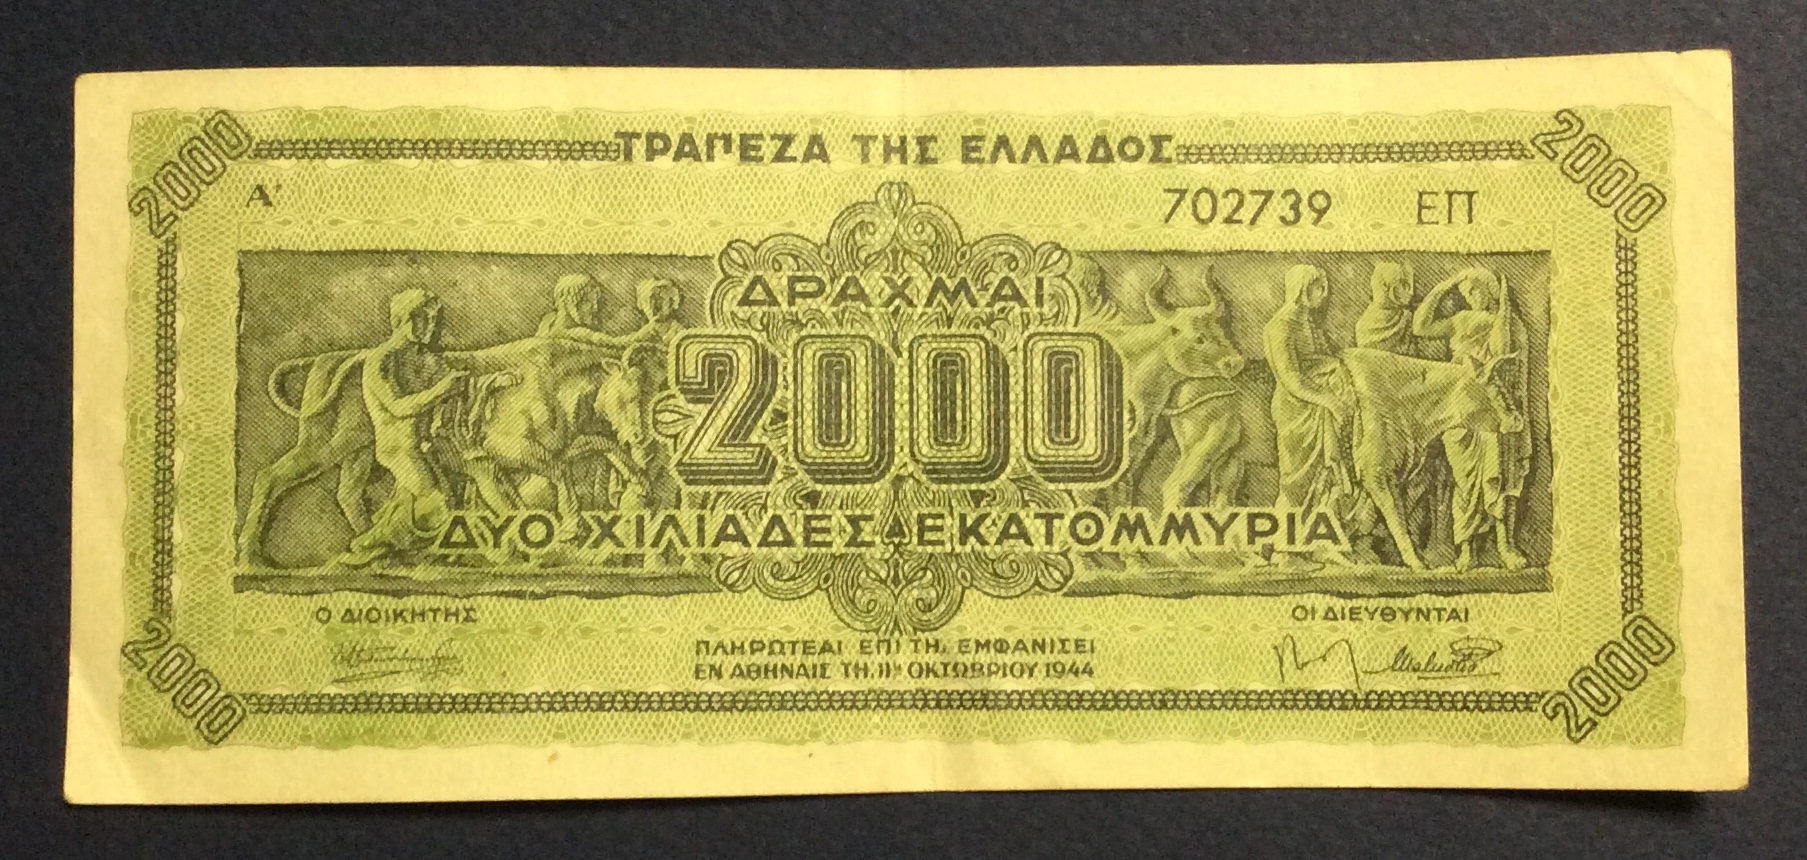 2000 ΤΡΑΠΕΖΑ ΤΗΣ ΕΛΛΑΔΟΣ 2000
Α' 702739 ΕΠ
ΔΡΑΧΜΑΙ
2000
ΔΥΟ ΧΙΛΙΑΔΕΣ ΕΚΑΤΟΜΜΥΡΙΑ
Ο ΔΙΟΙΚΗΤΗΣ ΟΙ ΔΙΕΥΘΥΝΤΑΙ
ΠΛΗΡΩΤΕΑΙ ΕΠΙ ΤΗ, ΕΜΦΑΝΙΣΕΙ
ΕΝ ΑΘΗΝΑΙΣ ΤΗ, 11ῃ ΟΚΤΩΒΡΙΟΥ 1944
2000 2000